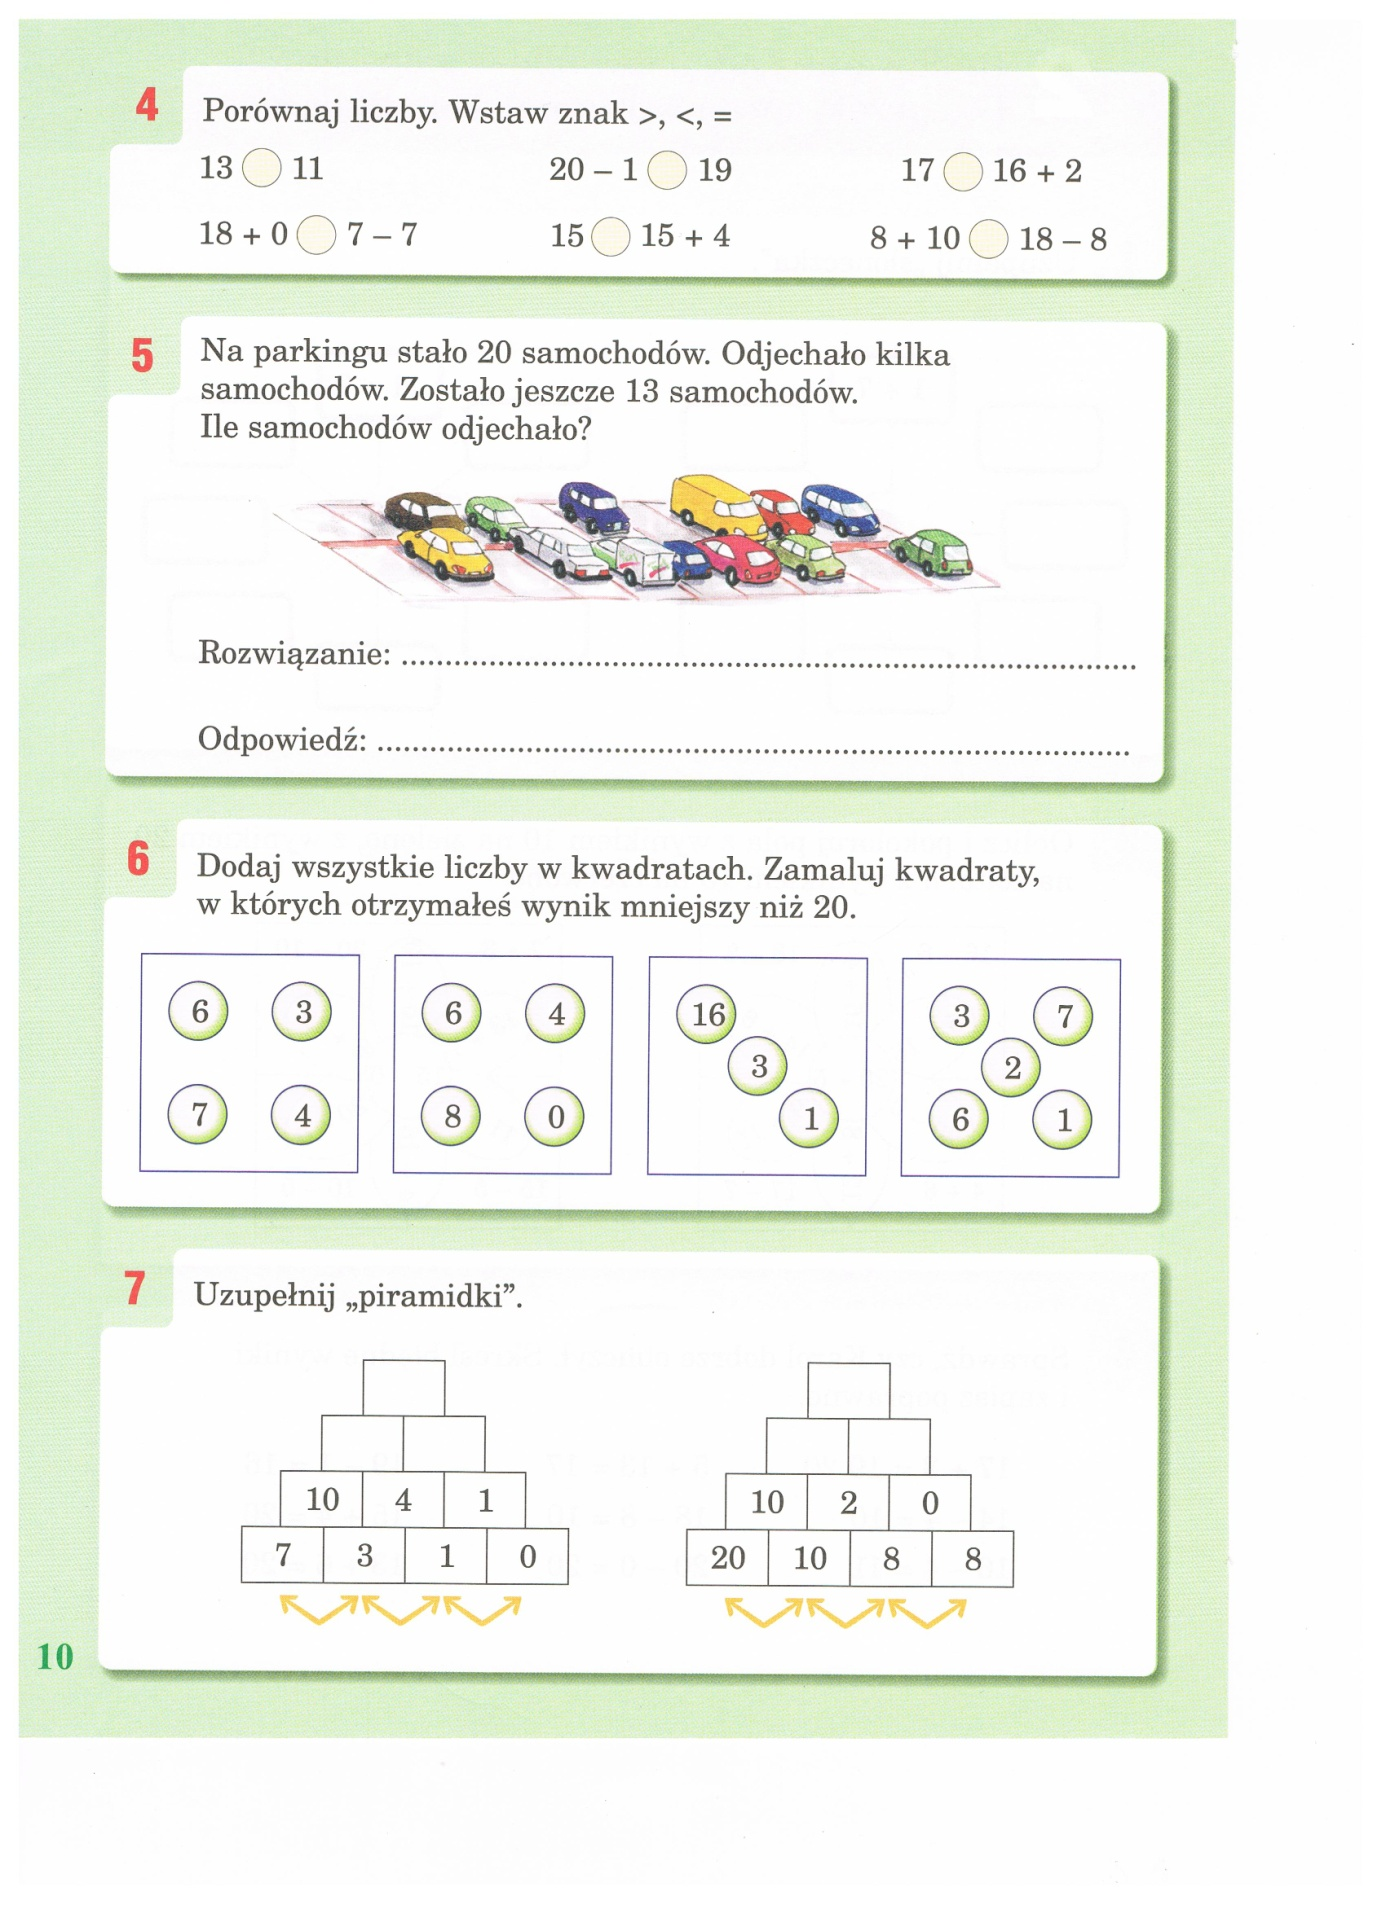 4
Porównaj liczby. Wstaw znak >, <, =
13 11
20 – 1 19
17 16 + 2
18 + 0 7 – 7
15 15 + 4
8 + 10 18 – 8
5
Na parkingu stało 20 samochodów. Odjechało kilka
samochodów. Zostało jeszcze 13 samochodów.
Ile samochodów odjechało?
Rozwiązanie: ........................................
Odpowiedź: ........................................
6
Dodaj wszystkie liczby w kwadratach. Zamaluj kwadraty,
w których otrzymałeś wynik mniejszy niż 20.
6 3
7 4
6 4
8 0
16
3
1
3 7
2
6 1
7
Uzupełnij „piramidki”.
10 4 1
7 3 1 0
10 2 0
20 10 8 8
10